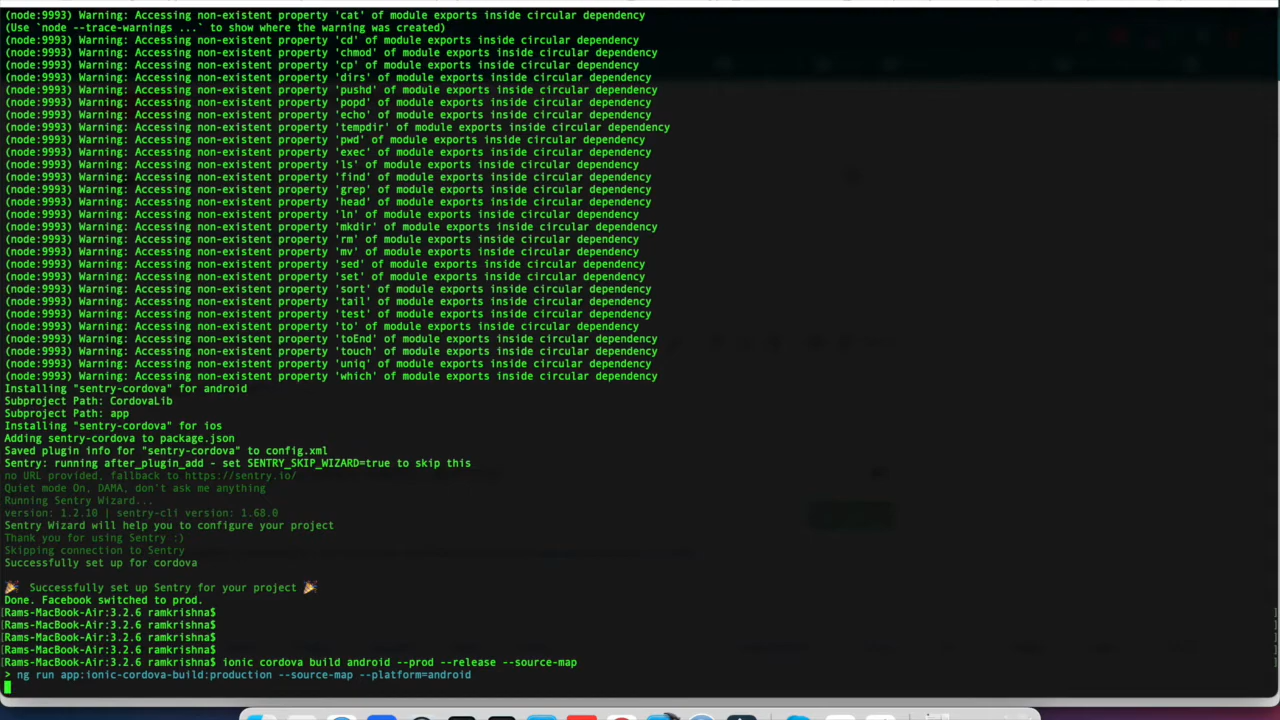 (node:9993) Warning: Accessing non-existent property 'cat' of module exports inside circular dependency
(Use `node --trace-warnings ...` to show where the warning was created)
(node:9993) Warning: Accessing non-existent property 'cd' of module exports inside circular dependency
(node:9993) Warning: Accessing non-existent property 'chmod' of module exports inside circular dependency
(node:9993) Warning: Accessing non-existent property 'cp' of module exports inside circular dependency
(node:9993) Warning: Accessing non-existent property 'dirs' of module exports inside circular dependency
(node:9993) Warning: Accessing non-existent property 'pushd' of module exports inside circular dependency
(node:9993) Warning: Accessing non-existent property 'popd' of module exports inside circular dependency
(node:9993) Warning: Accessing non-existent property 'echo' of module exports inside circular dependency
(node:9993) Warning: Accessing non-existent property 'tempdir' of module exports inside circular dependency
(node:9993) Warning: Accessing non-existent property 'pwd' of module exports inside circular dependency
(node:9993) Warning: Accessing non-existent property 'exec' of module exports inside circular dependency
(node:9993) Warning: Accessing non-existent property 'ls' of module exports inside circular dependency
(node:9993) Warning: Accessing non-existent property 'find' of module exports inside circular dependency
(node:9993) Warning: Accessing non-existent property 'grep' of module exports inside circular dependency
(node:9993) Warning: Accessing non-existent property 'head' of module exports inside circular dependency
(node:9993) Warning: Accessing non-existent property 'ln' of module exports inside circular dependency
(node:9993) Warning: Accessing non-existent property 'mkdir' of module exports inside circular dependency
(node:9993) Warning: Accessing non-existent property 'rm' of module exports inside circular dependency
(node:9993) Warning: Accessing non-existent property 'mv' of module exports inside circular dependency
(node:9993) Warning: Accessing non-existent property 'sed' of module exports inside circular dependency
(node:9993) Warning: Accessing non-existent property 'set' of module exports inside circular dependency
(node:9993) Warning: Accessing non-existent property 'sort' of module exports inside circular dependency
(node:9993) Warning: Accessing non-existent property 'tail' of module exports inside circular dependency
(node:9993) Warning: Accessing non-existent property 'test' of module exports inside circular dependency
(node:9993) Warning: Accessing non-existent property 'to' of module exports inside circular dependency
(node:9993) Warning: Accessing non-existent property 'toEnd' of module exports inside circular dependency
(node:9993) Warning: Accessing non-existent property 'touch' of module exports inside circular dependency
(node:9993) Warning: Accessing non-existent property 'uniq' of module exports inside circular dependency
(node:9993) Warning: Accessing non-existent property 'which' of module exports inside circular dependency
Installing "sentry-cordova" for android
Subproject Path: CordovaLib
Subproject Path: app
Installing "sentry-cordova" for ios
Adding sentry-cordova to package.json
Saved plugin info for "sentry-cordova" to config.xml
Sentry: running after_plugin_add - set SENTRY_SKIP_WIZARD=true to skip this
no URL provided, fallback to https://sentry.io/
Quiet mode On, DAMA, don't ask me anything
Running Sentry Wizard...
version: 1.2.10 | sentry-cli version: 1.68.0
Sentry Wizard will help you to configure your project
Thank you for using Sentry :)
Skipping connection to Sentry
Successfully set up for cordova
🎉 Successfully set up Sentry for your project 🎉
Done. Facebook switched to prod.
[Rams-MacBook-Air:3.2.6 ramkrishna$
[Rams-MacBook-Air:3.2.6 ramkrishna$
[Rams-MacBook-Air:3.2.6 ramkrishna$
[Rams-MacBook-Air:3.2.6 ramkrishna$
[Rams-MacBook-Air:3.2.6 ramkrishna$ ionic cordova build android --prod --release --source-map
> ng run app:ionic-cordova-build:production --source-map --platform=android